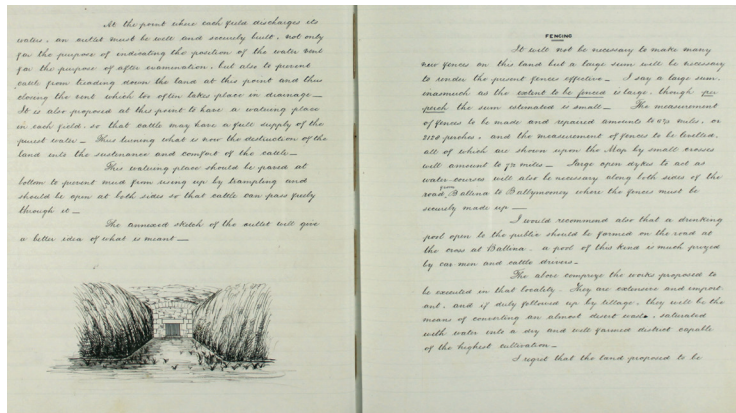 At the point where each field discharges its
water, an outlet must be well and securely built, not only
for the purpose of indicating the position of the water vent
for the purpose of after examination, but also to prevent
cattle from treading down the land at this point and thus
closing the vent which too often takes place in drainage—
It is also proposed at this point to have a watering place
in each field, so that cattle may have a full supply of the
purest water— Thus turning what is now the destruction of the
land into the sustenance and comfort of the cattle—
This watering place should be paved at
bottom to prevent mud from rising up by trampling and
should be open at both sides so that cattle can pass freely
through it—
The annexed sketch of the outlet will give
a better idea of what is meant—
FENCING
It will not be necessary to make many
new fences on this land but a large sum will be necessary
to render the present fences effective— I say a large sum,
inasmuch as the extent to be fenced is large, though per
perch the sum estimated is small— The measurement
of fences to be made and repaired amounts to miles, or
2120 perches, and the measurement of fences to be levelled,
all of which are shown upon the Map by small crosses
will amount to miles— Large open dykes to act as
water courses will also be necessary along both sides of the
road from Ballina to Ballymoney where the fences must be
securely made up—
I would recommend also that a drinking
pool open to the public should be formed on the road at
the cross at Ballina, a pool of this kind is much prized
by car men and cattle drivers—
The above comprize the works proposed to
be executed in that locality. They are extensive and import
ant, and if duly followed up by tillage, they will be the
means of converting an almost desert waste, saturated
with water into a dry and well farmed district capable
of the highest cultivation—
I regret that the land proposed to be